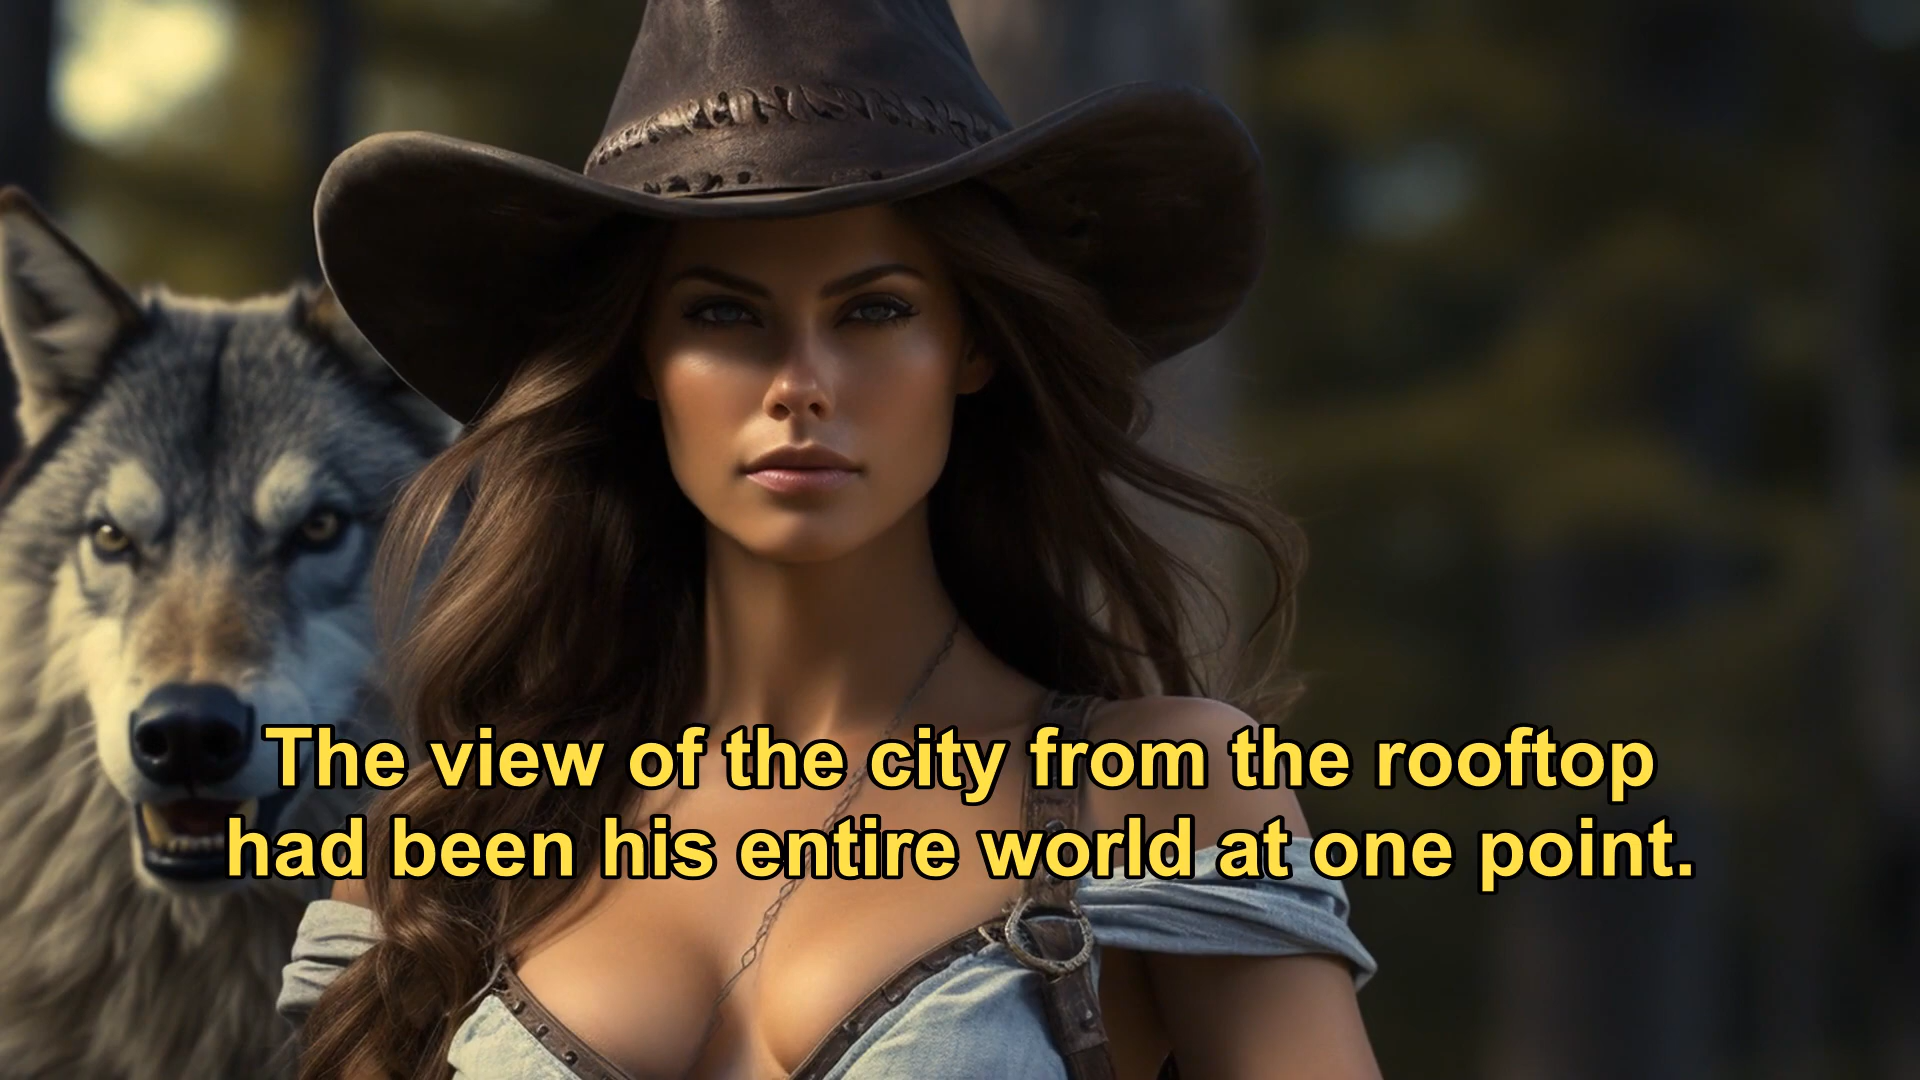 The view of the city from the rooftop
had been his entire world at one point.